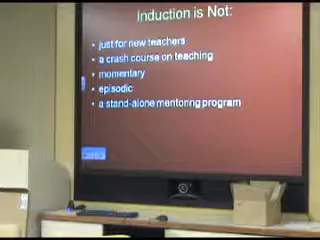 Induction is Not:
• just for new teachers
• a crash course on teaching
• momentary
• episodic
• a stand-alone mentoring program